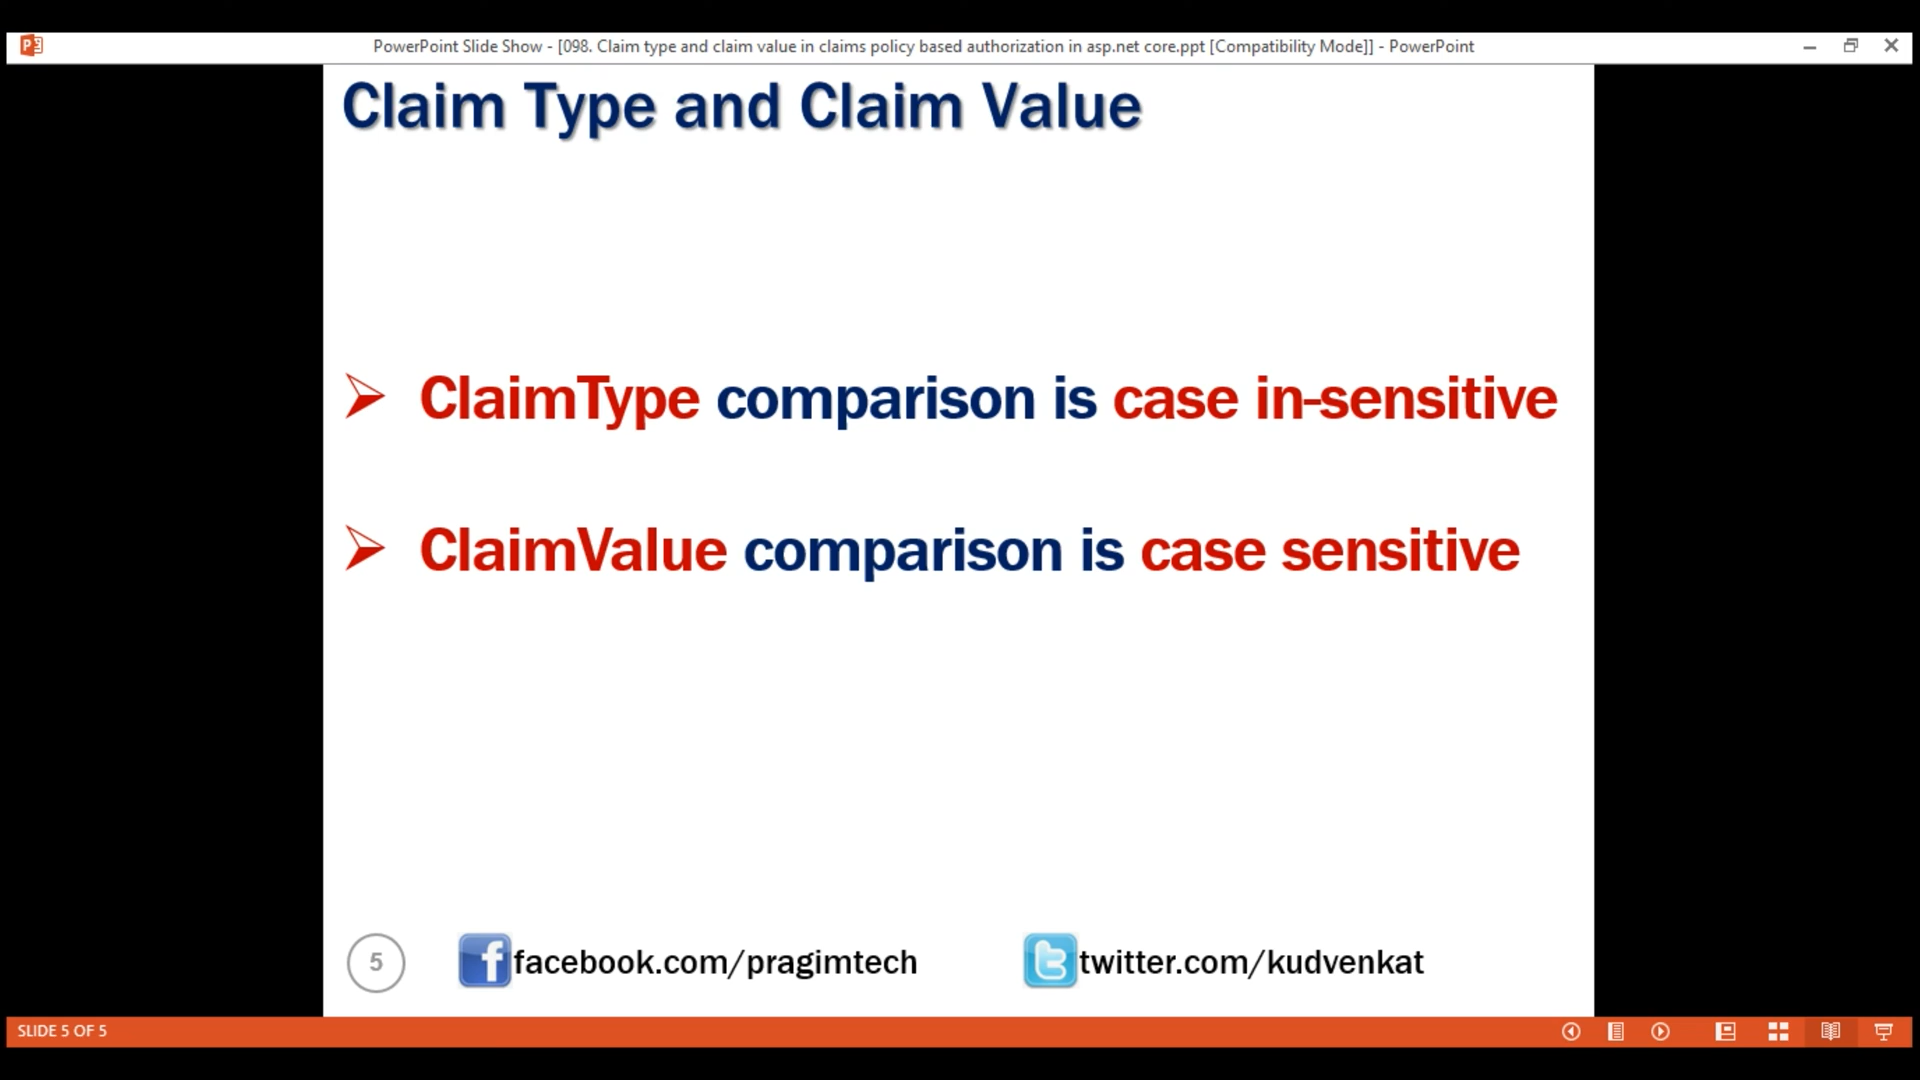 PowerPoint Slide Show - [098. Claim type and claim value in claims policy based authorization in asp.net core.ppt [Compatibility Mode]] - PowerPoint
Claim Type and Claim Value
ClaimType comparison is case in-sensitive
ClaimValue comparison is case sensitive
5 facebook.com/pragimtech twitter.com/kudvenkat
SLIDE 5 OF 5